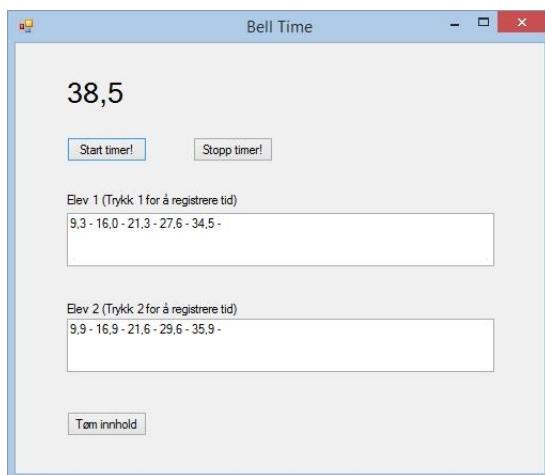 Bell Time
38,5
Start timer! Stopp timer!
Elev 1 (Trykk 1 for å registrere tid)
9,3 - 16,0 - 21,3 - 27,6 - 34,5 -
Elev 2 (Trykk 2 for å registrere tid)
9,9 - 16,9 - 21,6 - 29,6 - 35,9 -
Tøm innhold